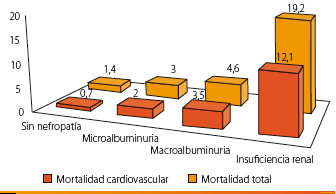 20
15
10
5
0
19,2
12,1
4,6
3,5
3
2
1,4
0,7
Sin nefropatía
Microalbuminuria
Macroalbuminuria
Insuficiencia renal
Mortalidad cardiovascular
Mortalidad total